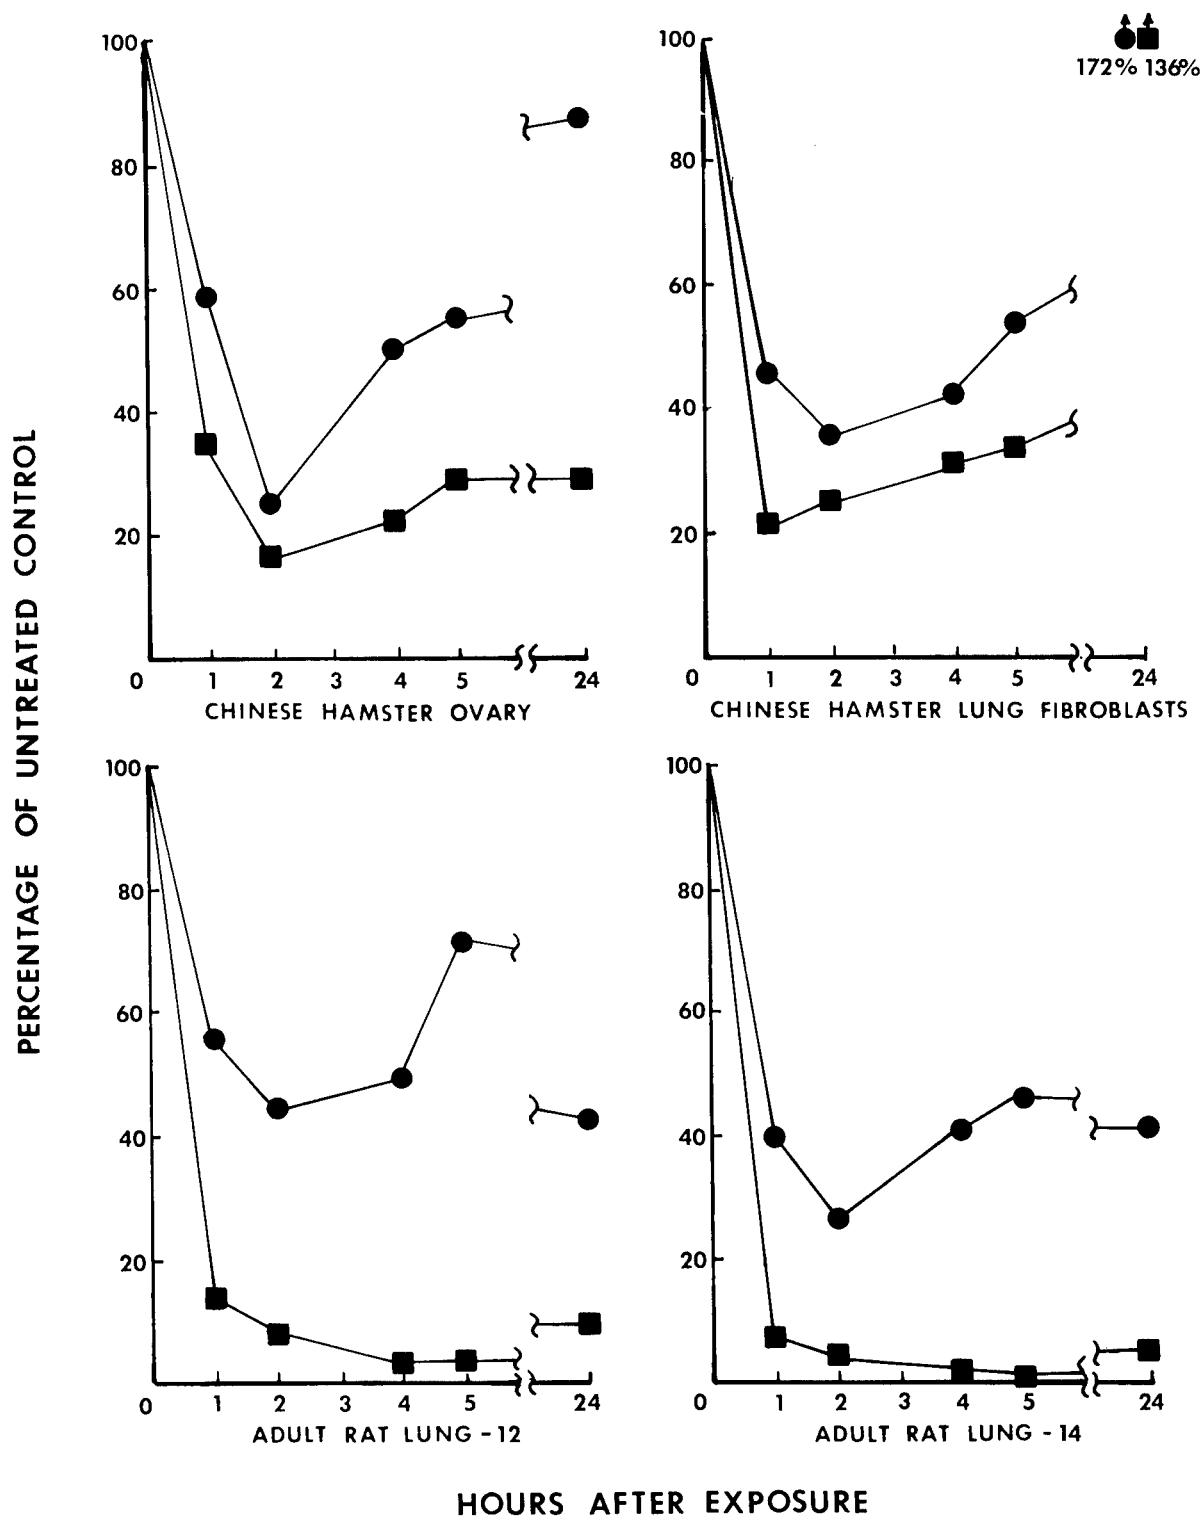 PERCENTAGE OF UNTREATED CONTROL
100
80
60
40
20
0 1 2 3 4 5 24
CHINESE HAMSTER OVARY
100
80
60
40
20
172% 136%
0 1 2 3 4 5 24
CHINESE HAMSTER LUNG FIBROBLASTS
100
80
60
40
20
0 1 2 3 4 5 24
ADULT RAT LUNG -12
100
80
60
40
20
0 1 2 3 4 5 24
ADULT RAT LUNG -14
HOURS AFTER EXPOSURE